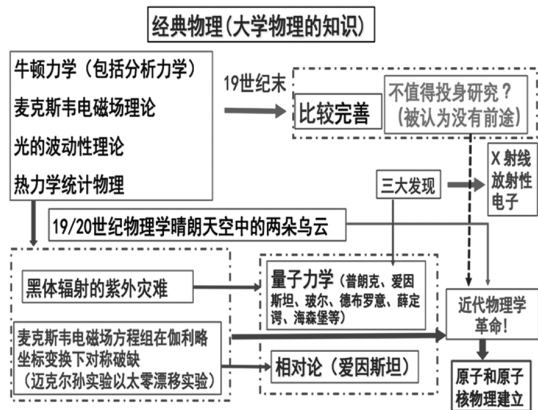 经典物理(大学物理的知识)
牛顿力学（包括分析力学）
麦克斯韦电磁场理论
光的波动性理论
热力学统计物理
19世纪末
比较完善
不值得投身研究？
（被认为没有前途）
三大发现
X 射线
放射性
电子
19/20世纪物理学晴朗天空中的两朵乌云
黑体辐射的紫外灾难
量子力学（普朗克、爱因
斯坦、玻尔、德布罗意、薛定
谔、海森堡等）
麦克斯韦电磁场方程组在伽利略
坐标变换下对称破缺
（迈克尔孙实验以太零漂移实验）
相对论（爱因斯坦）
近代物理学
革命!
原子和原子
核物理建立